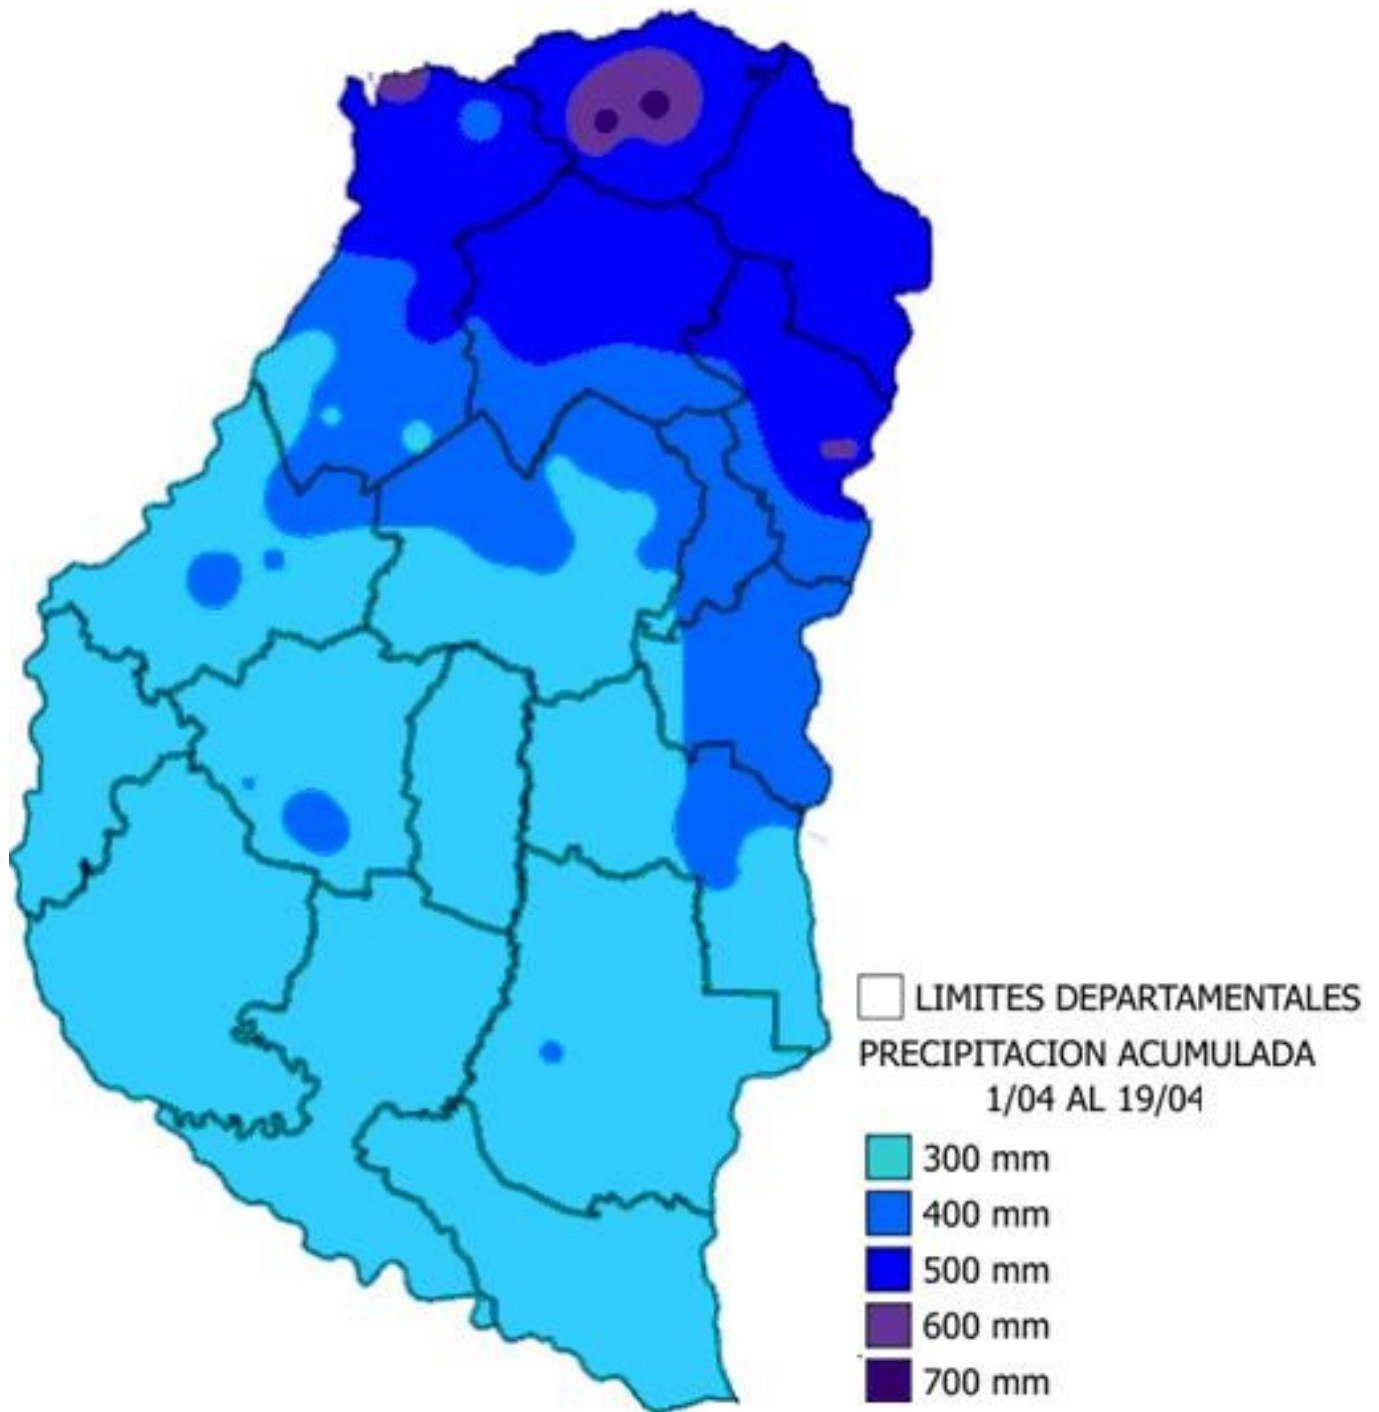 LIMITES DEPARTAMENTALES
PRECIPITACION ACUMULADA
1/04 AL 19/04
300 mm
400 mm
500 mm
600 mm
700 mm